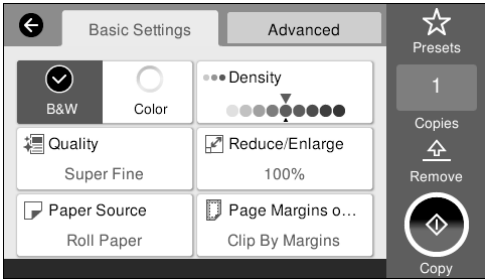 Basic Settings
Advanced
Presets
B&W
Color
Density
1
Copies
Quality
Super Fine
Reduce/Enlarge
100%
Remove
Paper Source
Roll Paper
Page Margins o...
Clip By Margins
Copy